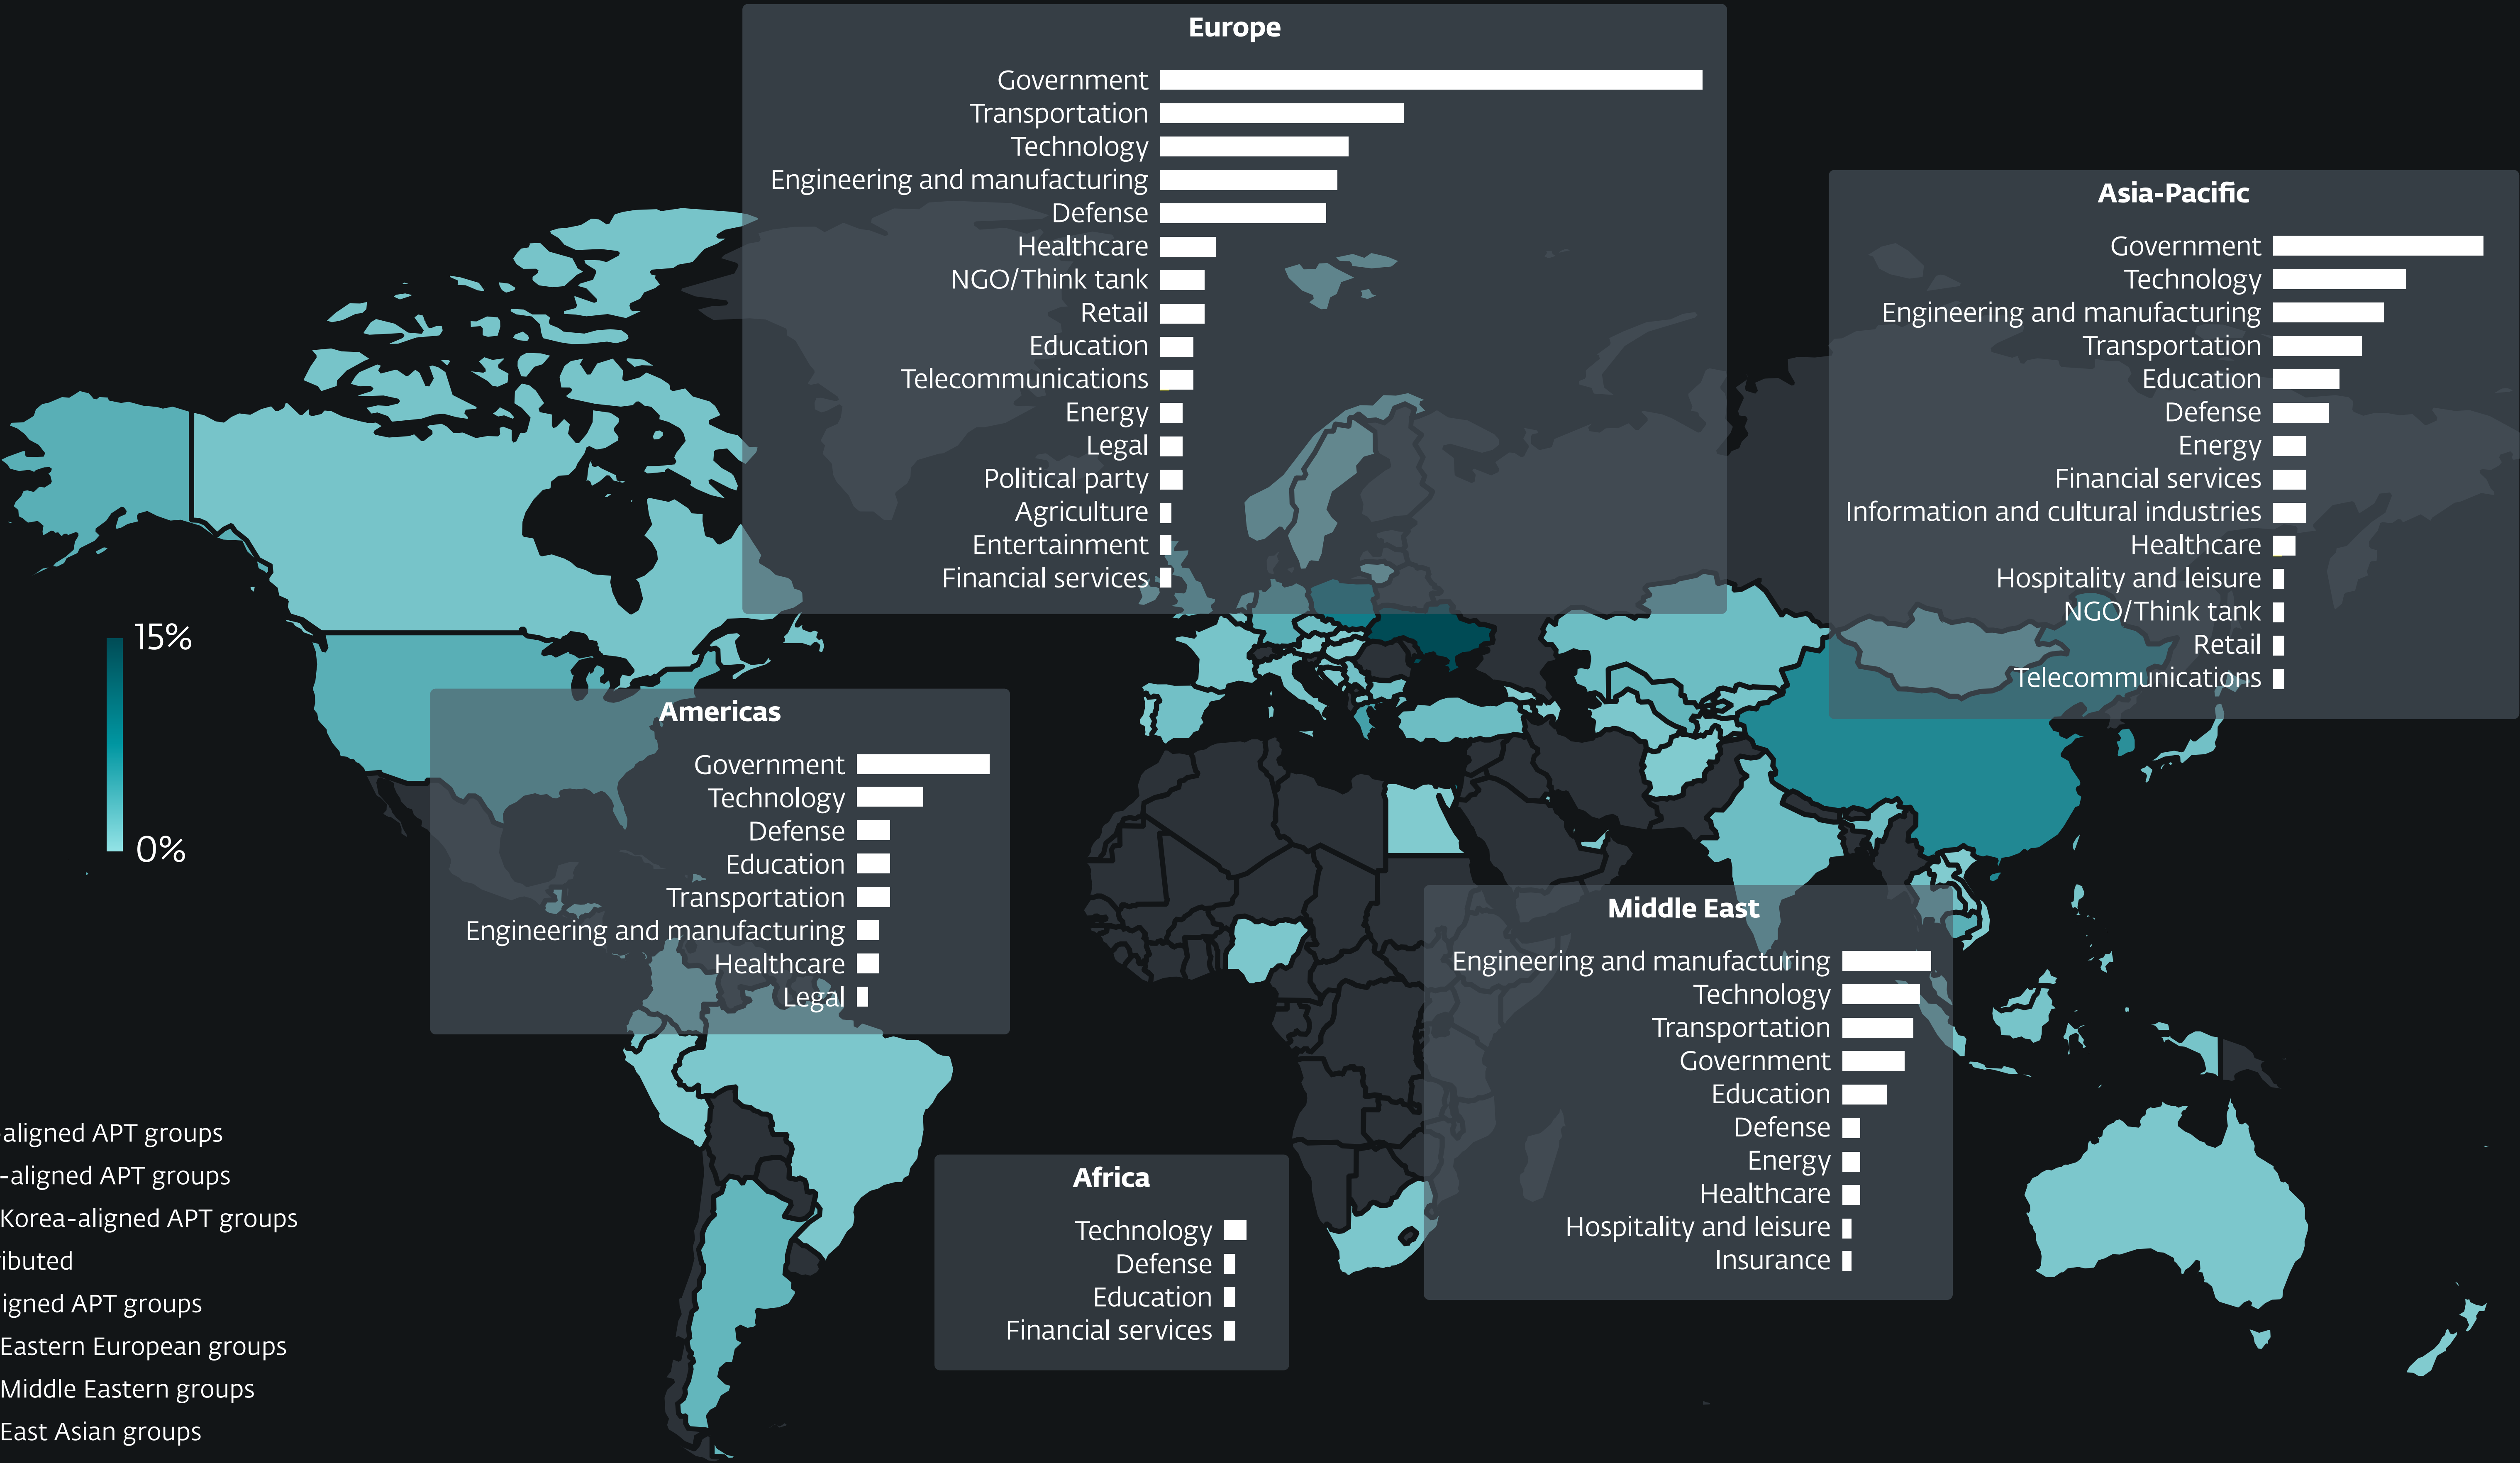 Europe
Government
Transportation
Technology
Engineering and manufacturing
Defense
Healthcare
NGO/Think tank
Retail
Education
Telecommunications
Energy
Legal
Political party
Agriculture
Entertainment
Financial services
Asia-Pacific
Government
Technology
Engineering and manufacturing
Transportation
Education
Defense
Energy
Financial services
Information and cultural industries
Healthcare
Hospitality and leisure
NGO/Think tank
Retail
Telecommunications
15%
0%
Americas
Government
Technology
Defense
Education
Transportation
Engineering and manufacturing
Healthcare
Legal
Middle East
Engineering and manufacturing
Technology
Transportation
Government
Education
Defense
Energy
Healthcare
Hospitality and leisure
Insurance
Africa
Technology
Defense
Education
Financial services
-aligned APT groups
-aligned APT groups
Korea-aligned APT groups
ibuted
igned APT groups
Eastern European groups
Middle Eastern groups
East Asian groups